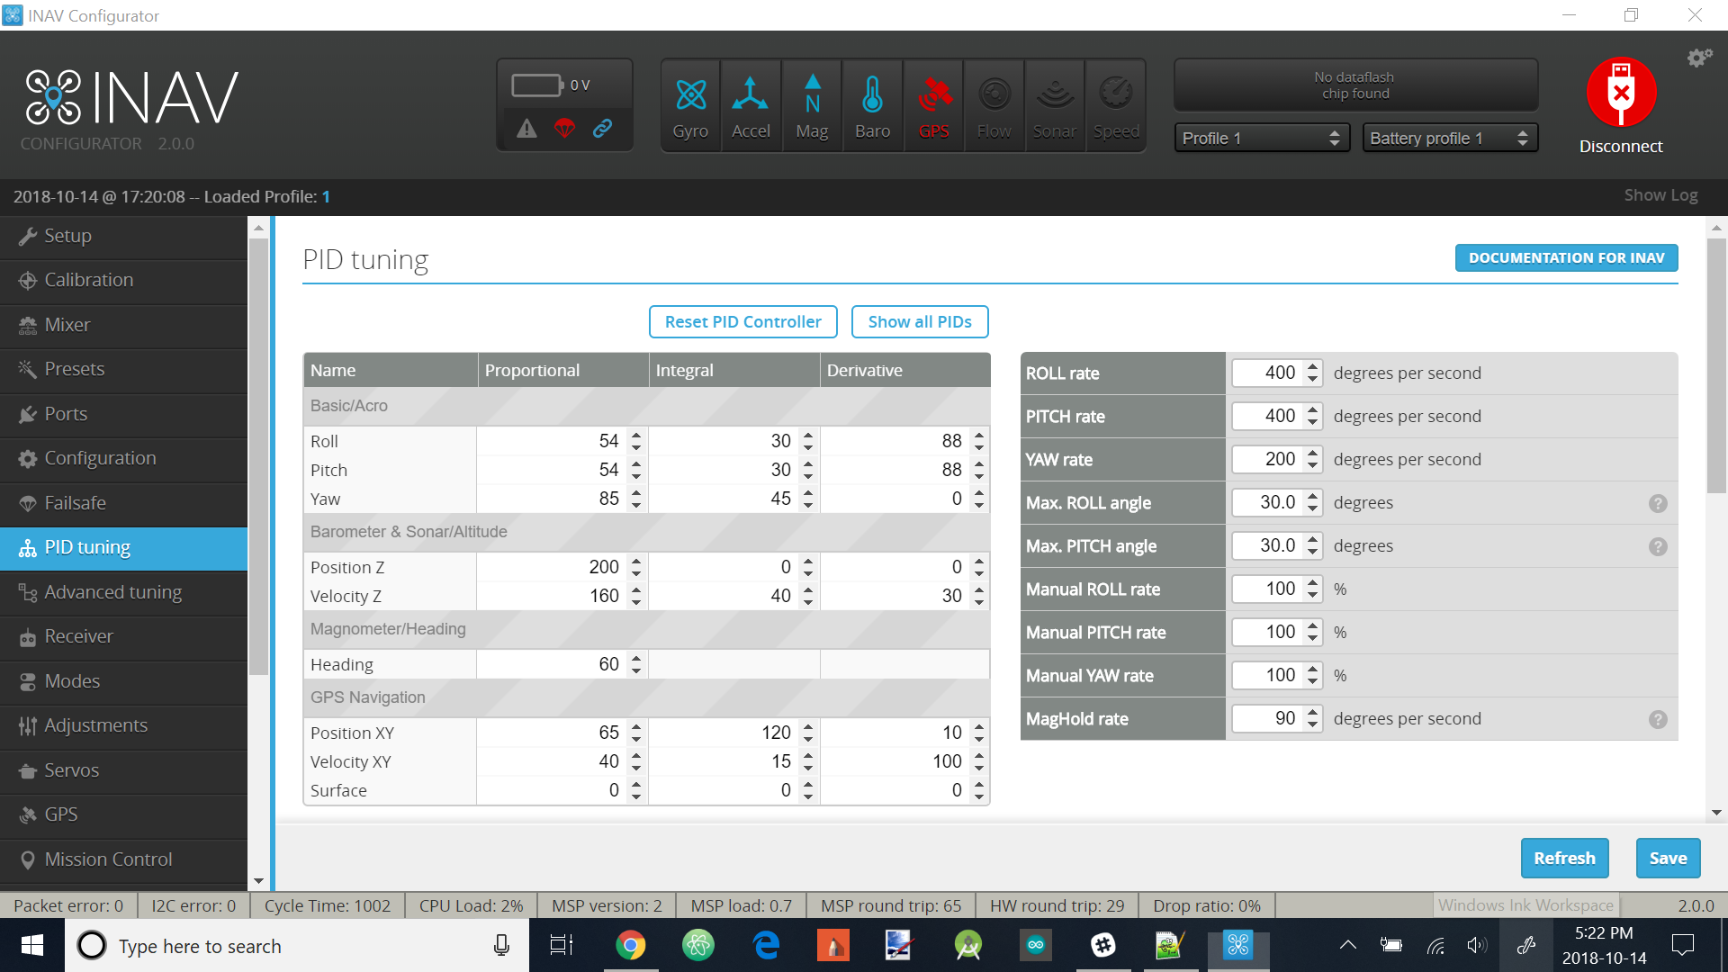 INAV Configurator
INAV
CONFIGURATOR 2.0.0
0 V
Gyro Accel Mag Baro GPS Flow Sonar Speed
N
No dataflash
chip found
Profile 1 Battery profile 1
Disconnect
2018-10-14 @ 17:20:08 -- Loaded Profile: 1
Show Log
Setup
Calibration
Mixer
Presets
Ports
Configuration
Failsafe
PID tuning
Advanced tuning
Receiver
Modes
Adjustments
Servos
GPS
Mission Control
PID tuning
DOCUMENTATION FOR INAV
Reset PID Controller Show all PIDs
Name Proportional Integral Derivative
Basic/Acro
Roll 54 30 88
Pitch 54 30 88
Yaw 85 45 0
Barometer & Sonar/Altitude
Position Z 200 0 0
Velocity Z 160 40 30
Magnometer/Heading
Heading 60
GPS Navigation
Position XY 65 120 10
Velocity XY 40 15 100
Surface 0 0 0
ROLL rate 400 degrees per second
PITCH rate 400 degrees per second
YAW rate 200 degrees per second
Max. ROLL angle 30.0 degrees ?
Max. PITCH angle 30.0 degrees ?
Manual ROLL rate 100 %
Manual PITCH rate 100 %
Manual YAW rate 100 %
MagHold rate 90 degrees per second ?
Refresh Save
Packet error: 0 I2C error: 0 Cycle Time: 1002 CPU Load: 2% MSP version: 2 MSP load: 0.7 MSP round trip: 65 HW round trip: 29 Drop ratio: 0% Windows Ink Workspace 2.0.0
Type here to search
5:22 PM
2018-10-14